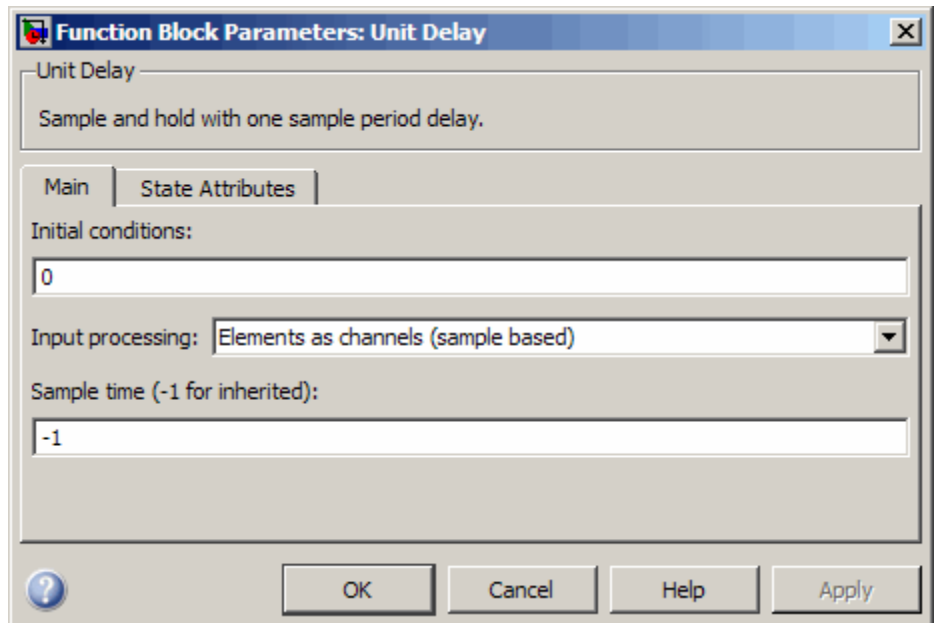 Function Block Parameters: Unit Delay
Unit Delay
Sample and hold with one sample period delay.
Main
State Attributes
Initial conditions:
0
Input processing: Elements as channels (sample based)
Sample time (-1 for inherited):
-1
? OK Cancel Help Apply